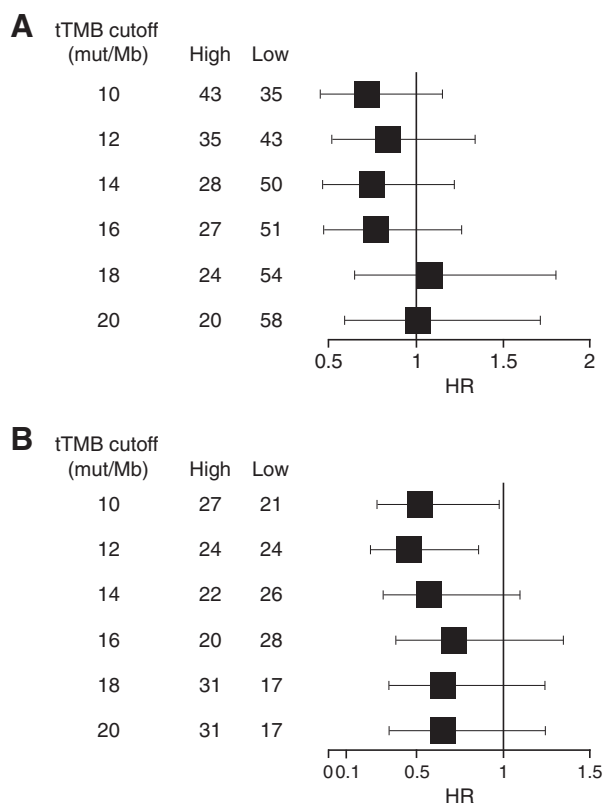 A tTMB cutoff
(mut/Mb) High Low
10 43 35
12 35 43
14 28 50
16 27 51
18 24 54
20 20 58
0.5 1 1.5 2
HR
B tTMB cutoff
(mut/Mb) High Low
10 27 21
12 24 24
14 22 26
16 20 28
18 31 17
20 31 17
0 0.1 0.5 1 1.5
HR